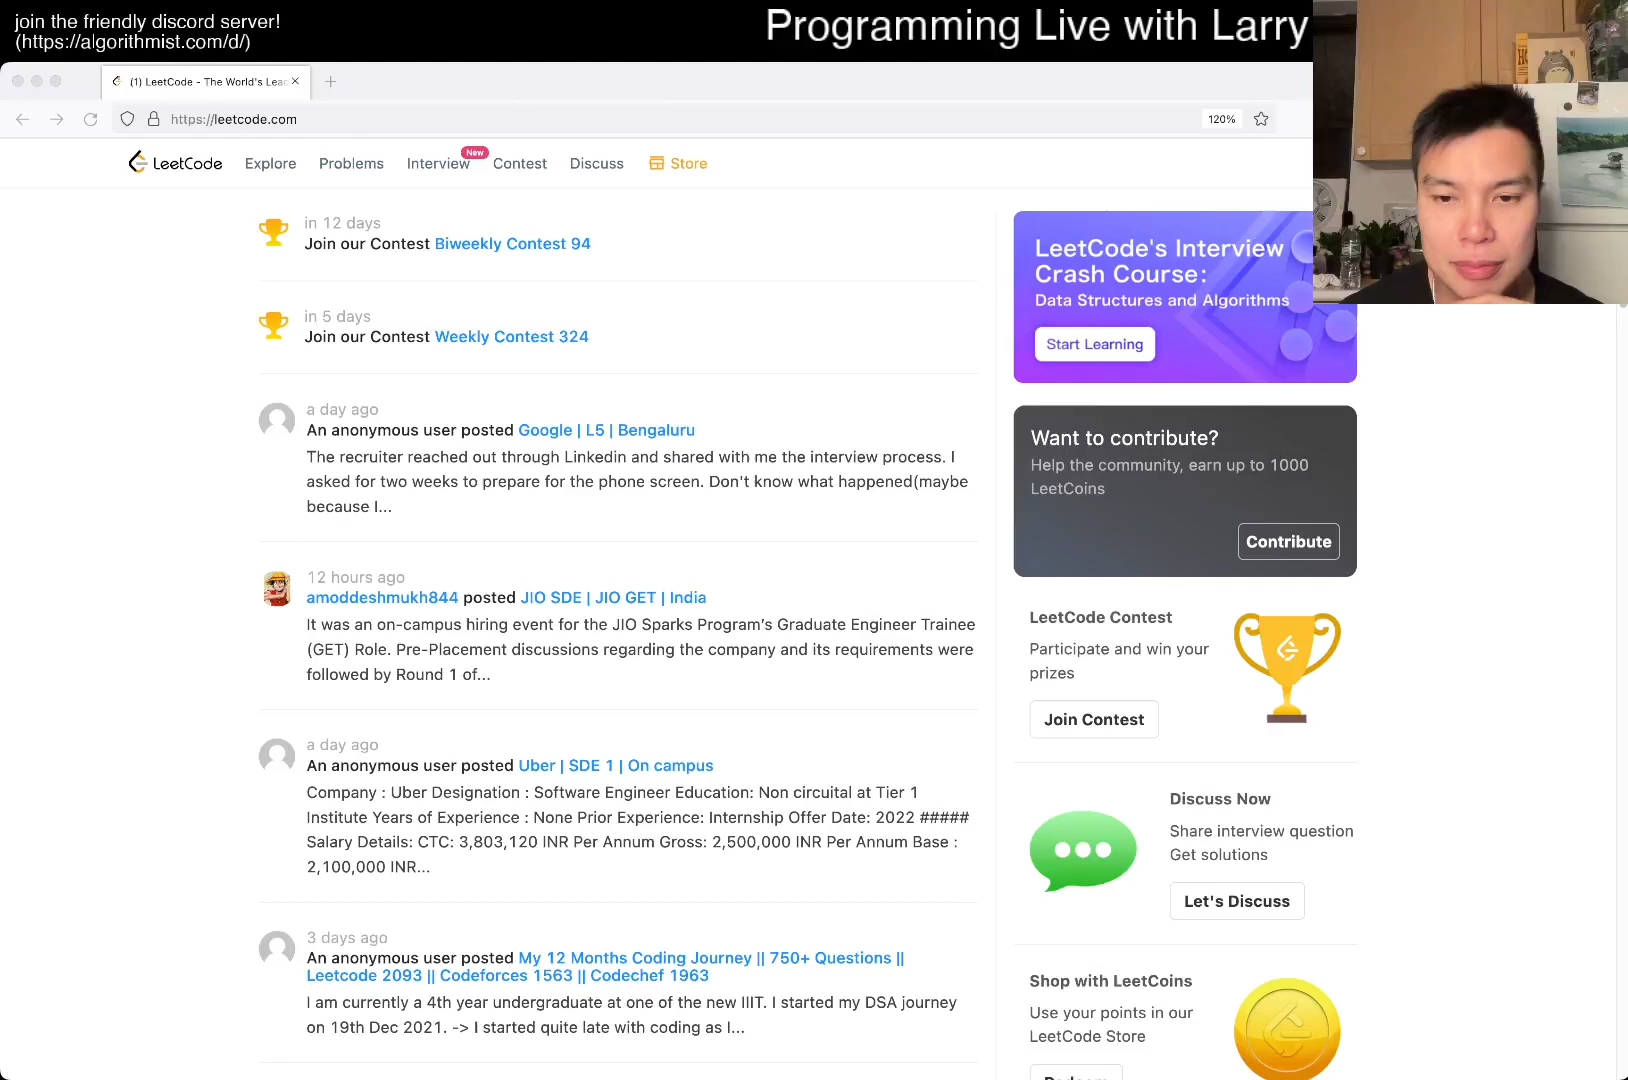 join the friendly discord server!
(https://algorithmist.com/d/)
Programming Live with Larry
(1) LeetCode - The World's Lead
https://leetcode.com
120%
LeetCode
Explore
Problems
Interview
New
Contest
Discuss
Store
in 12 days
Join our Contest Biweekly Contest 94
in 5 days
Join our Contest Weekly Contest 324
a day ago
An anonymous user posted Google | L5 | Bengaluru
The recruiter reached out through Linkedin and shared with me the interview process. I
asked for two weeks to prepare for the phone screen. Don't know what happened(maybe
because I...
12 hours ago
amoddeshmukh844 posted JIO SDE | JIO GET | India
It was an on-campus hiring event for the JIO Sparks Program’s Graduate Engineer Trainee
(GET) Role. Pre-Placement discussions regarding the company and its requirements were
followed by Round 1 of...
a day ago
An anonymous user posted Uber | SDE 1 | On campus
Company : Uber Designation : Software Engineer Education: Non circuital at Tier 1
Institute Years of Experience : None Prior Experience: Internship Offer Date: 2022 #####
Salary Details: CTC: 3,803,120 INR Per Annum Gross: 2,500,000 INR Per Annum Base :
2,100,000 INR...
3 days ago
An anonymous user posted My 12 Months Coding Journey || 750+ Questions ||
Leetcode 2093 || Codeforces 1563 || Codechef 1963
I am currently a 4th year undergraduate at one of the new IIIT. I started my DSA journey
on 19th Dec 2021. -> I started quite late with coding as I...
LeetCode's Interview
Crash Course:
Data Structures and Algorithms
Start Learning
Want to contribute?
Help the community, earn up to 1000
LeetCoins
Contribute
LeetCode Contest
Participate and win your
prizes
Join Contest
Discuss Now
Share interview question
Get solutions
Let's Discuss
Shop with LeetCoins
Use your points in our
LeetCode Store